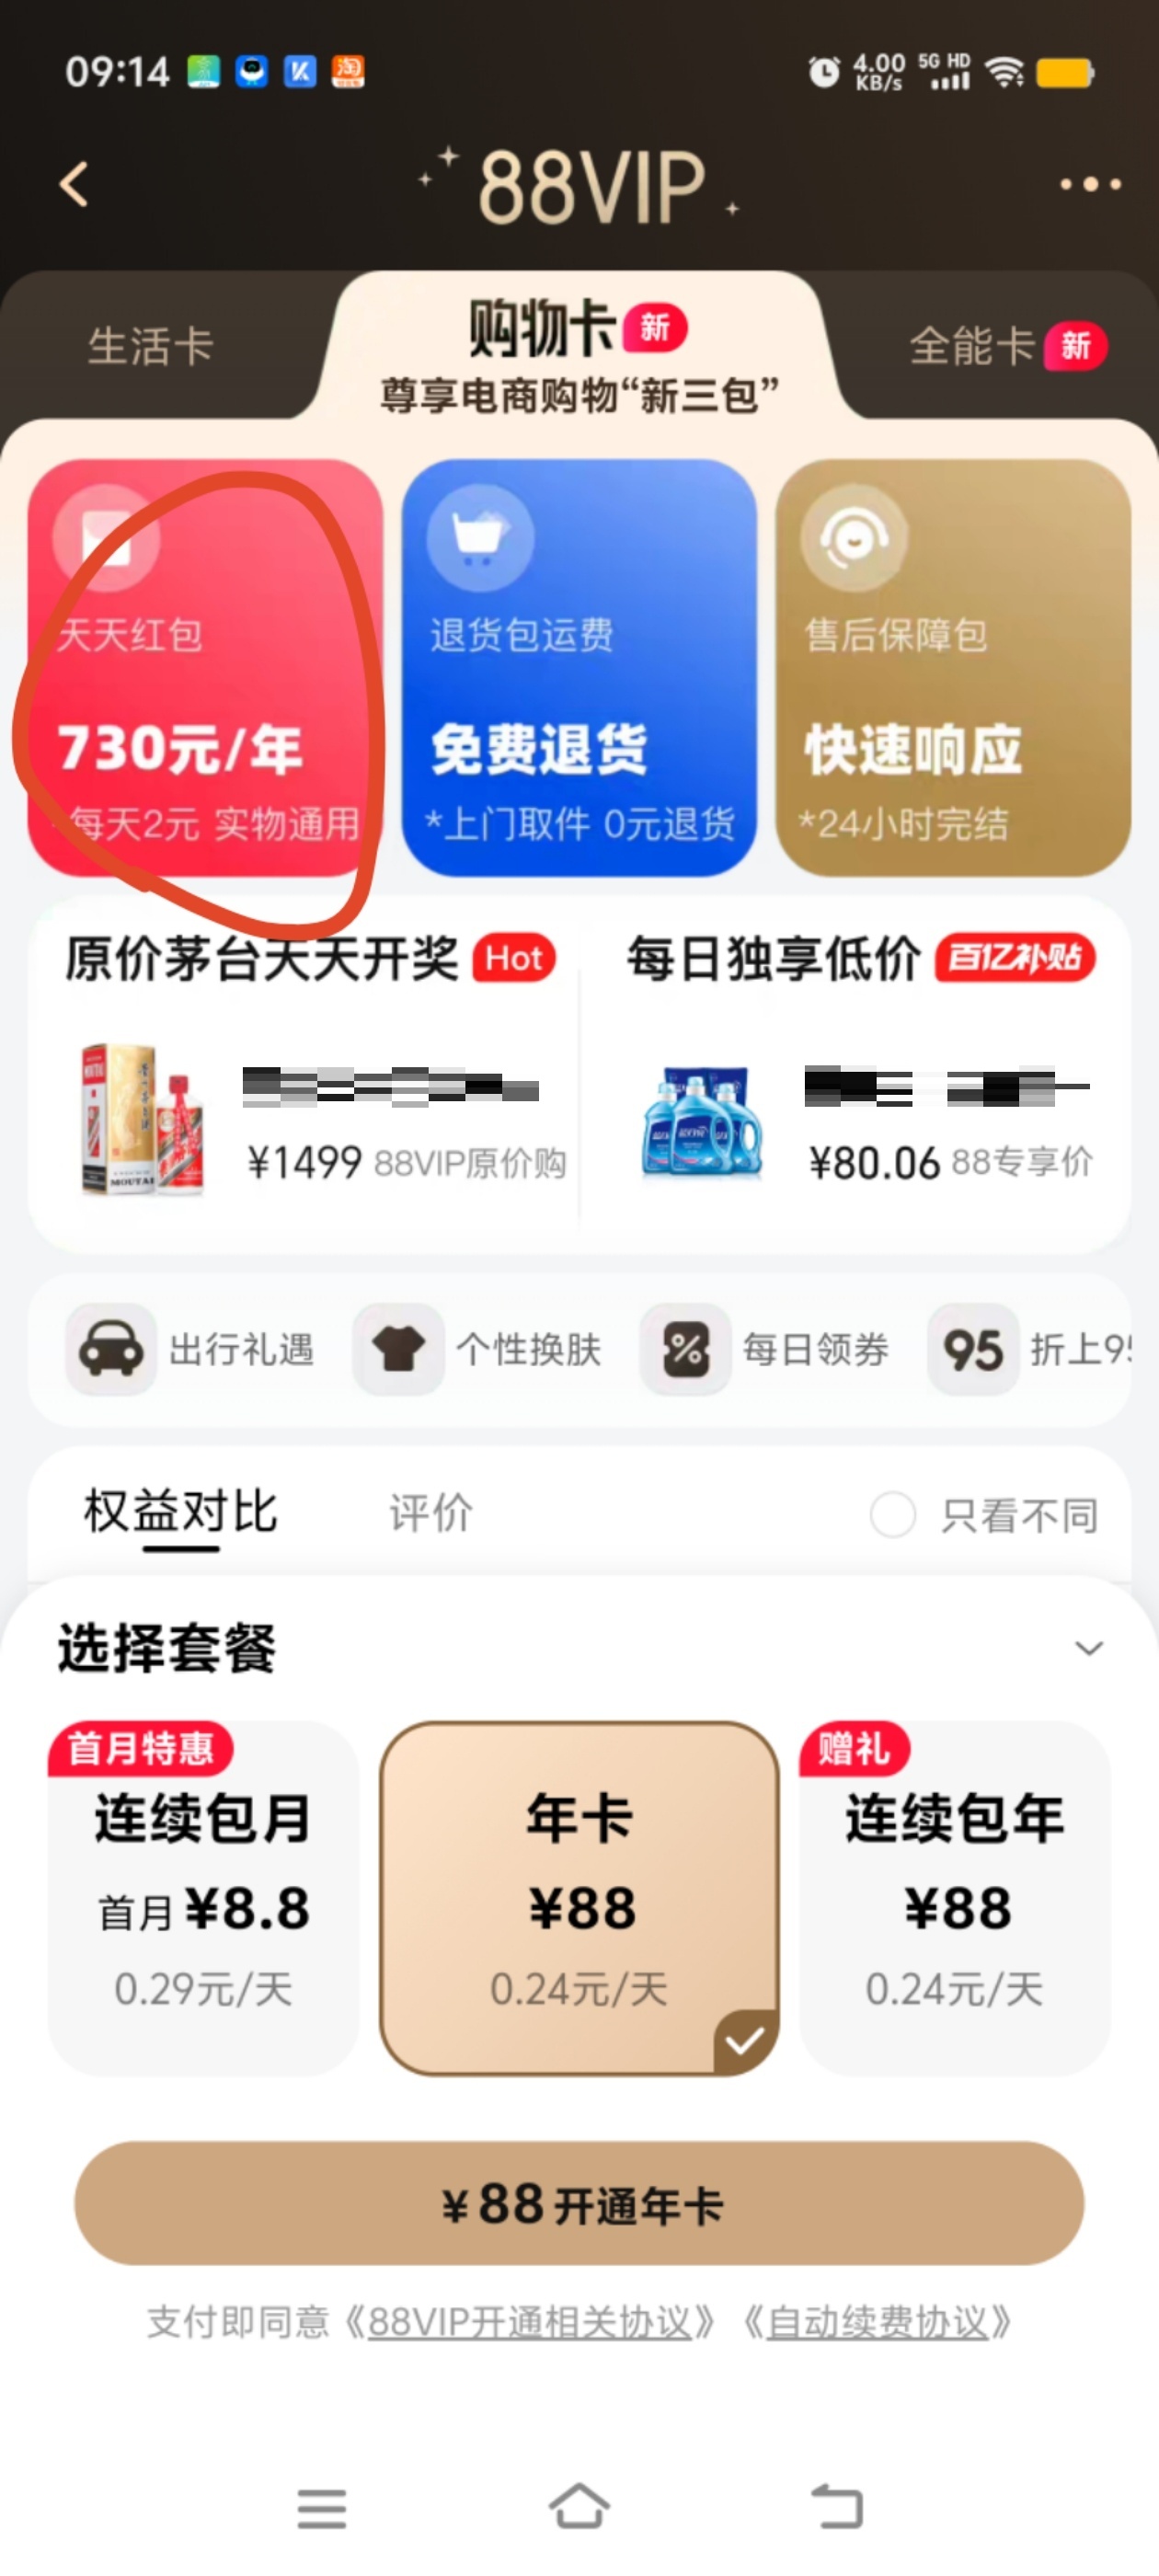 09:14
4.00
KB/s
5G HD
88VIP
生活卡
购物卡 新
尊享电商购物“新三包”
全能卡 新
天天红包
730元/年
*每天2元 实物通用
退货包运费
免费退货
*上门取件 0元退货
售后保障包
快速响应
*24小时完结
原价茅台天天开奖 Hot
¥1499 88VIP原价购
每日独享低价 百亿补贴
¥80.06 88专享价
出行礼遇
个性换肤
每日领券
95 折上95
权益对比
评价
只看不同
选择套餐
首月特惠
连续包月
首月 ¥8.8
0.29元/天
年卡
¥88
0.24元/天
赠礼
连续包年
¥88
0.24元/天
¥88 开通年卡
支付即同意《88VIP开通相关协议》《自动续费协议》